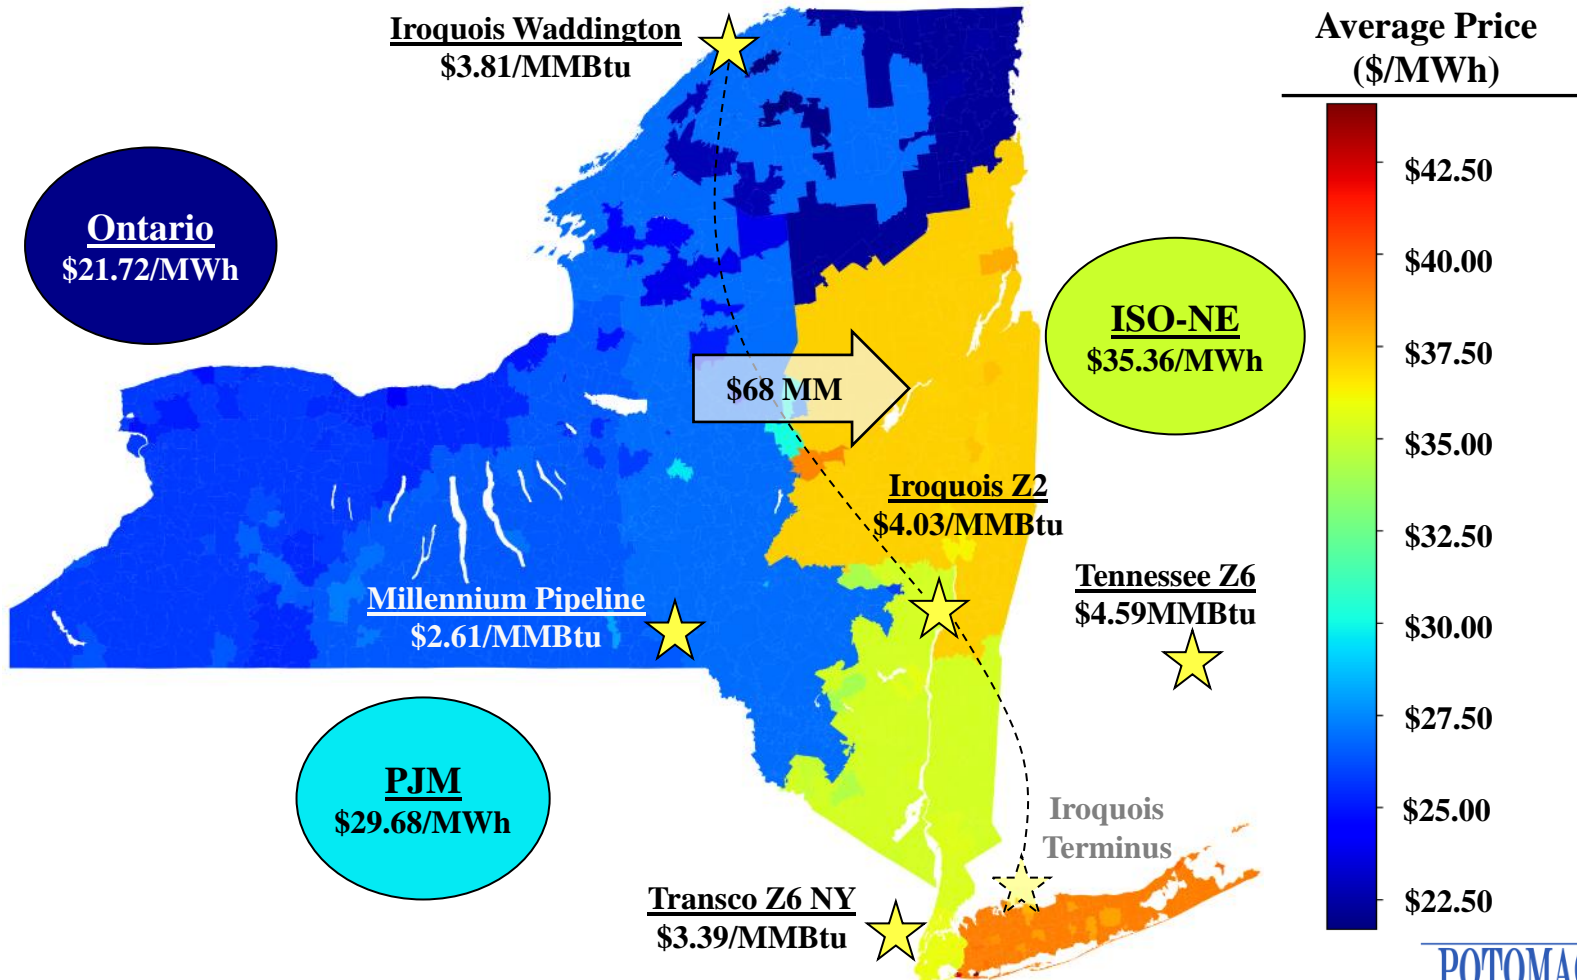 Iroquois Waddington
$3.81/MMBtu
Average Price
($/MWh)
Ontario
$21.72/MWh
ISO-NE
$35.36/MWh
$68 MM
Iroquois Z2
$4.03/MMBtu
Millennium Pipeline
$2.61/MMBtu
Tennessee Z6
$4.59MMBtu
PJM
$29.68/MWh
Iroquois
Terminus
Transco Z6 NY
$3.39/MMBtu
$42.50
$40.00
$37.50
$35.00
$32.50
$30.00
$27.50
$25.00
$22.50
POTOMAC